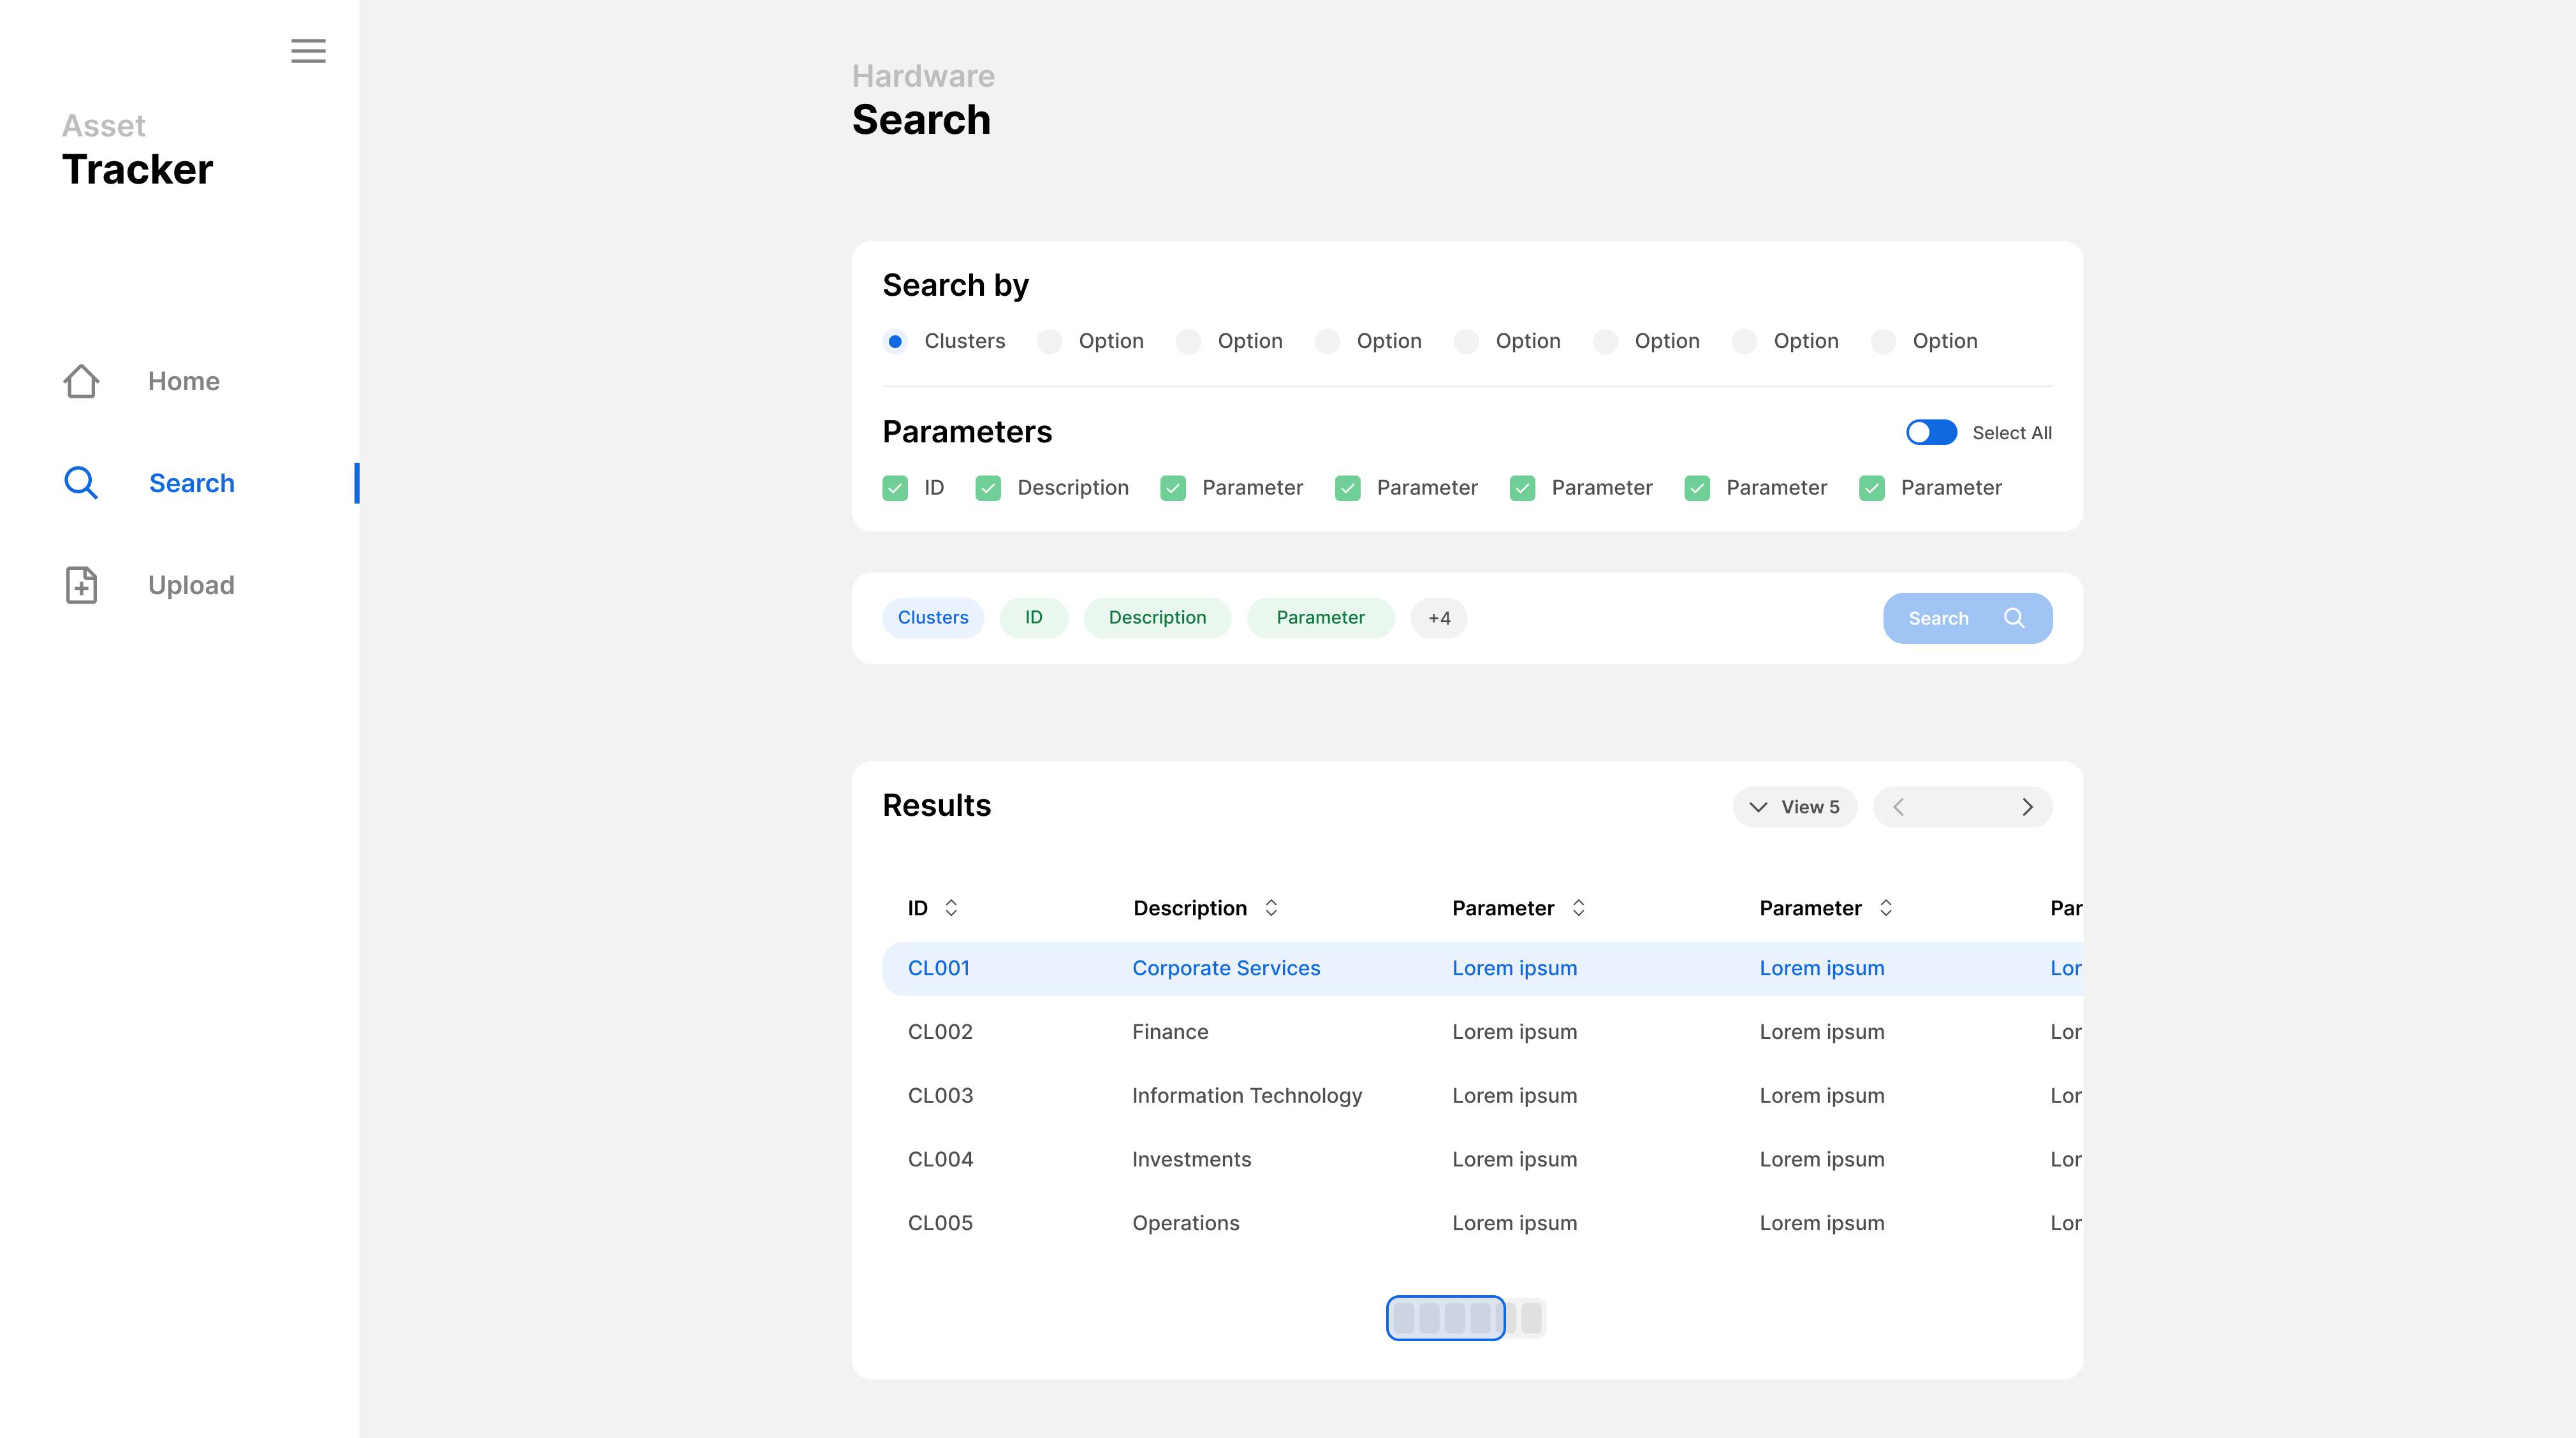 Asset
Tracker
Home
Search
Upload
Hardware
Search
Search by
Clusters Option Option Option Option Option Option Option
Parameters Select All
ID Description Parameter Parameter Parameter Parameter Parameter
Clusters ID Description Parameter +4 Search
Results View 5
ID Description Parameter Parameter Par
CL001 Corporate Services Lorem ipsum Lorem ipsum Lor
CL002 Finance Lorem ipsum Lorem ipsum Lor
CL003 Information Technology Lorem ipsum Lorem ipsum Lor
CL004 Investments Lorem ipsum Lorem ipsum Lor
CL005 Operations Lorem ipsum Lorem ipsum Lor